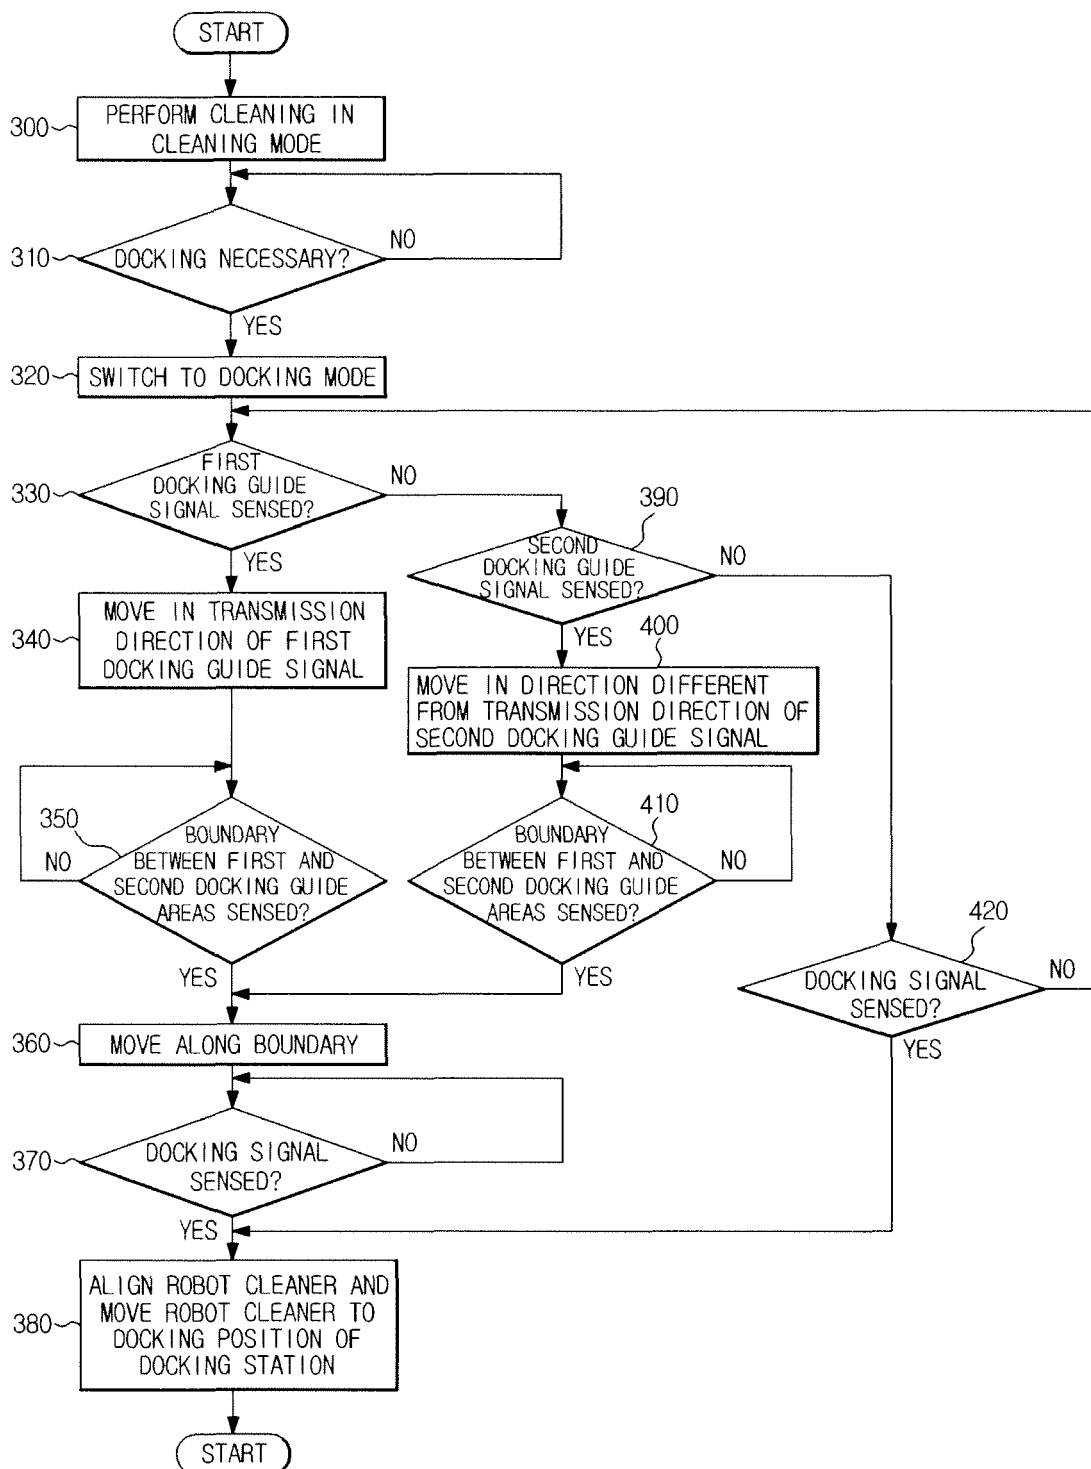 START
300
PERFORM CLEANING IN
CLEANING MODE
310
DOCKING NECESSARY?
NO
YES
320
SWITCH TO DOCKING MODE
330
FIRST
DOCKING GUIDE
SIGNAL SENSED?
NO
YES
390
SECOND
DOCKING GUIDE
SIGNAL SENSED?
NO
YES
340
MOVE IN TRANSMISSION
DIRECTION OF FIRST
DOCKING GUIDE SIGNAL
400
MOVE IN DIRECTION DIFFERENT
FROM TRANSMISSION DIRECTION OF
SECOND DOCKING GUIDE SIGNAL
350
NO
BOUNDARY
BETWEEN FIRST AND
SECOND DOCKING GUIDE
AREAS SENSED?
YES
410
BOUNDARY
BETWEEN FIRST AND
SECOND DOCKING GUIDE
AREAS SENSED?
NO
YES
420
DOCKING SIGNAL
SENSED?
NO
YES
360
MOVE ALONG BOUNDARY
370
DOCKING SIGNAL
SENSED?
NO
YES
380
ALIGN ROBOT CLEANER AND
MOVE ROBOT CLEANER TO
DOCKING POSITION OF
DOCKING STATION
START